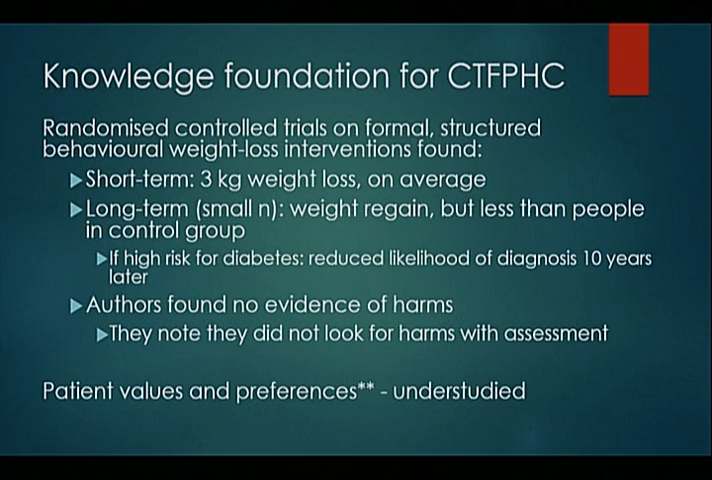 Knowledge foundation for CTFPHC
Randomised controlled trials on formal, structured
behavioural weight-loss interventions found:
Short-term: 3 kg weight loss, on average
Long-term (small n): weight regain, but less than people
in control group
If high risk for diabetes: reduced likelihood of diagnosis 10 years
later
Authors found no evidence of harms
They note they did not look for harms with assessment
Patient values and preferences** - understudied